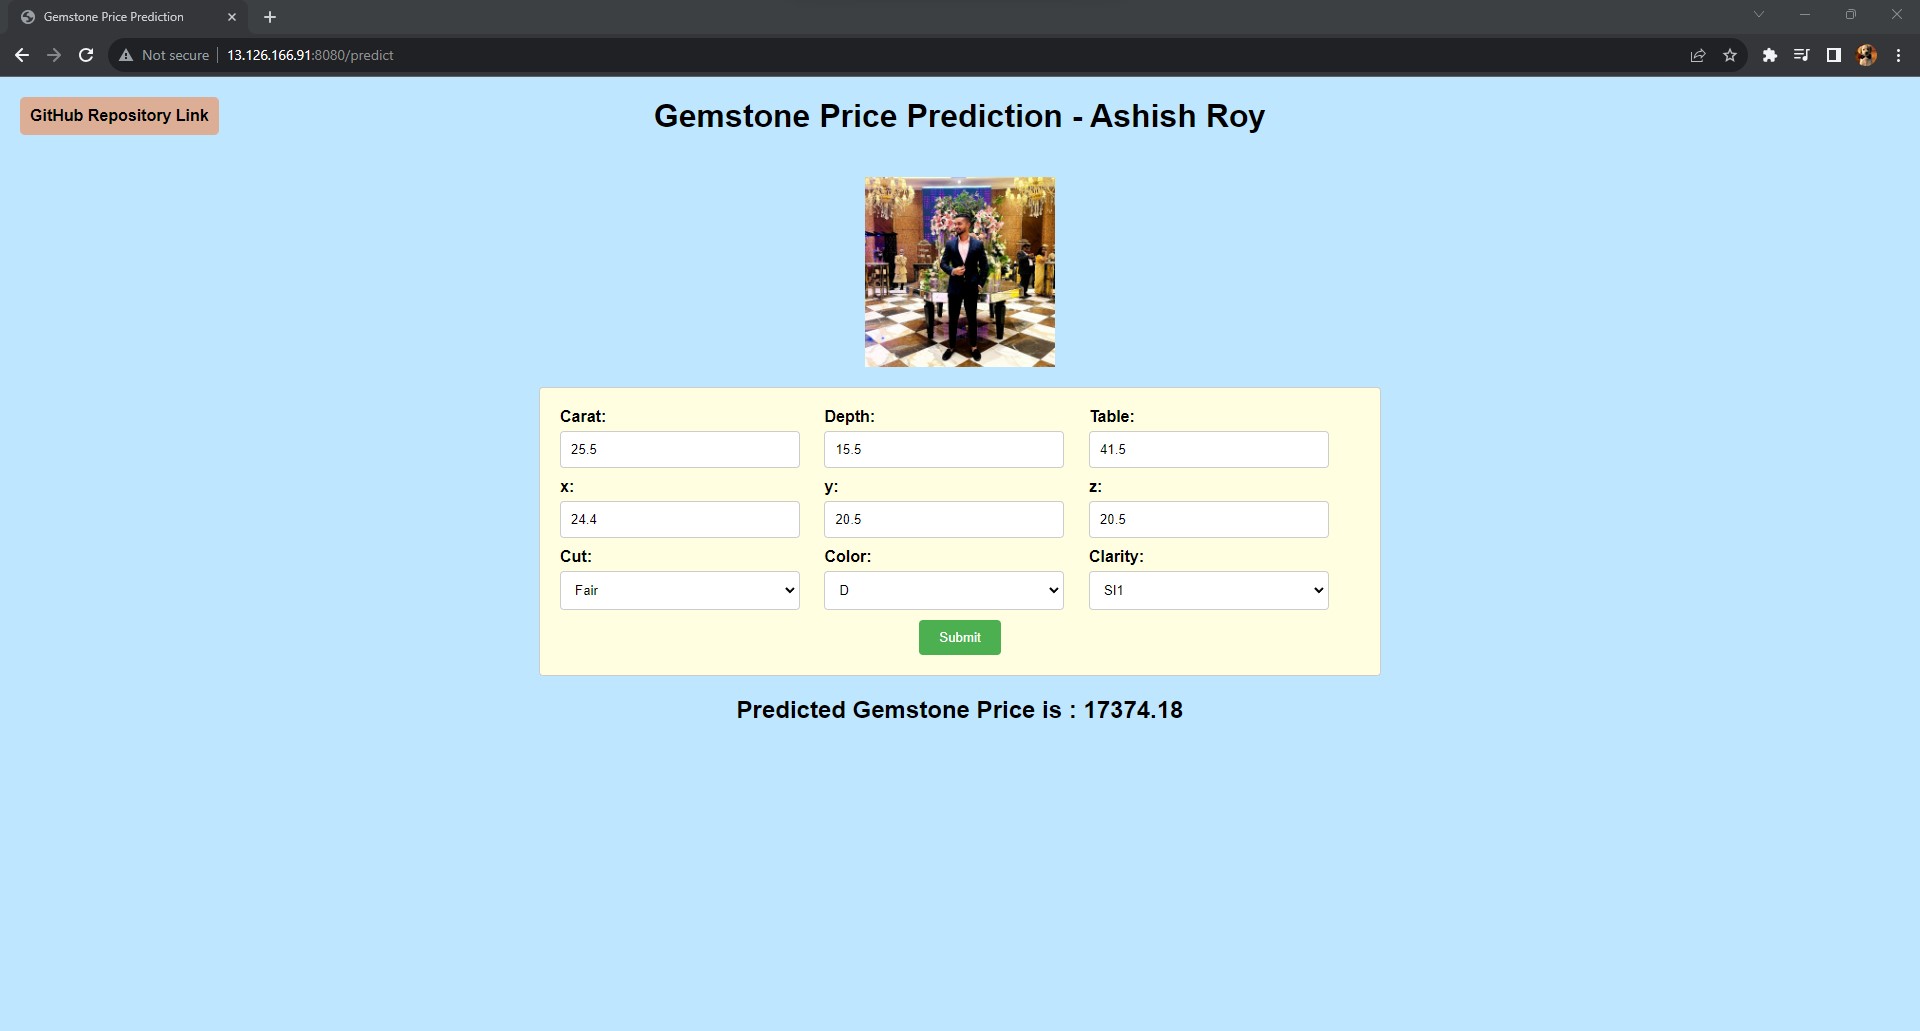 Gemstone Price Prediction
Not secure 13.126.166.91:8080/predict
GitHub Repository Link
Gemstone Price Prediction - Ashish Roy
Carat: Depth: Table:
25.5 15.5 41.5
x: y: z:
24.4 20.5 20.5
Cut: Color: Clarity:
Fair D SI1
Submit
Predicted Gemstone Price is : 17374.18